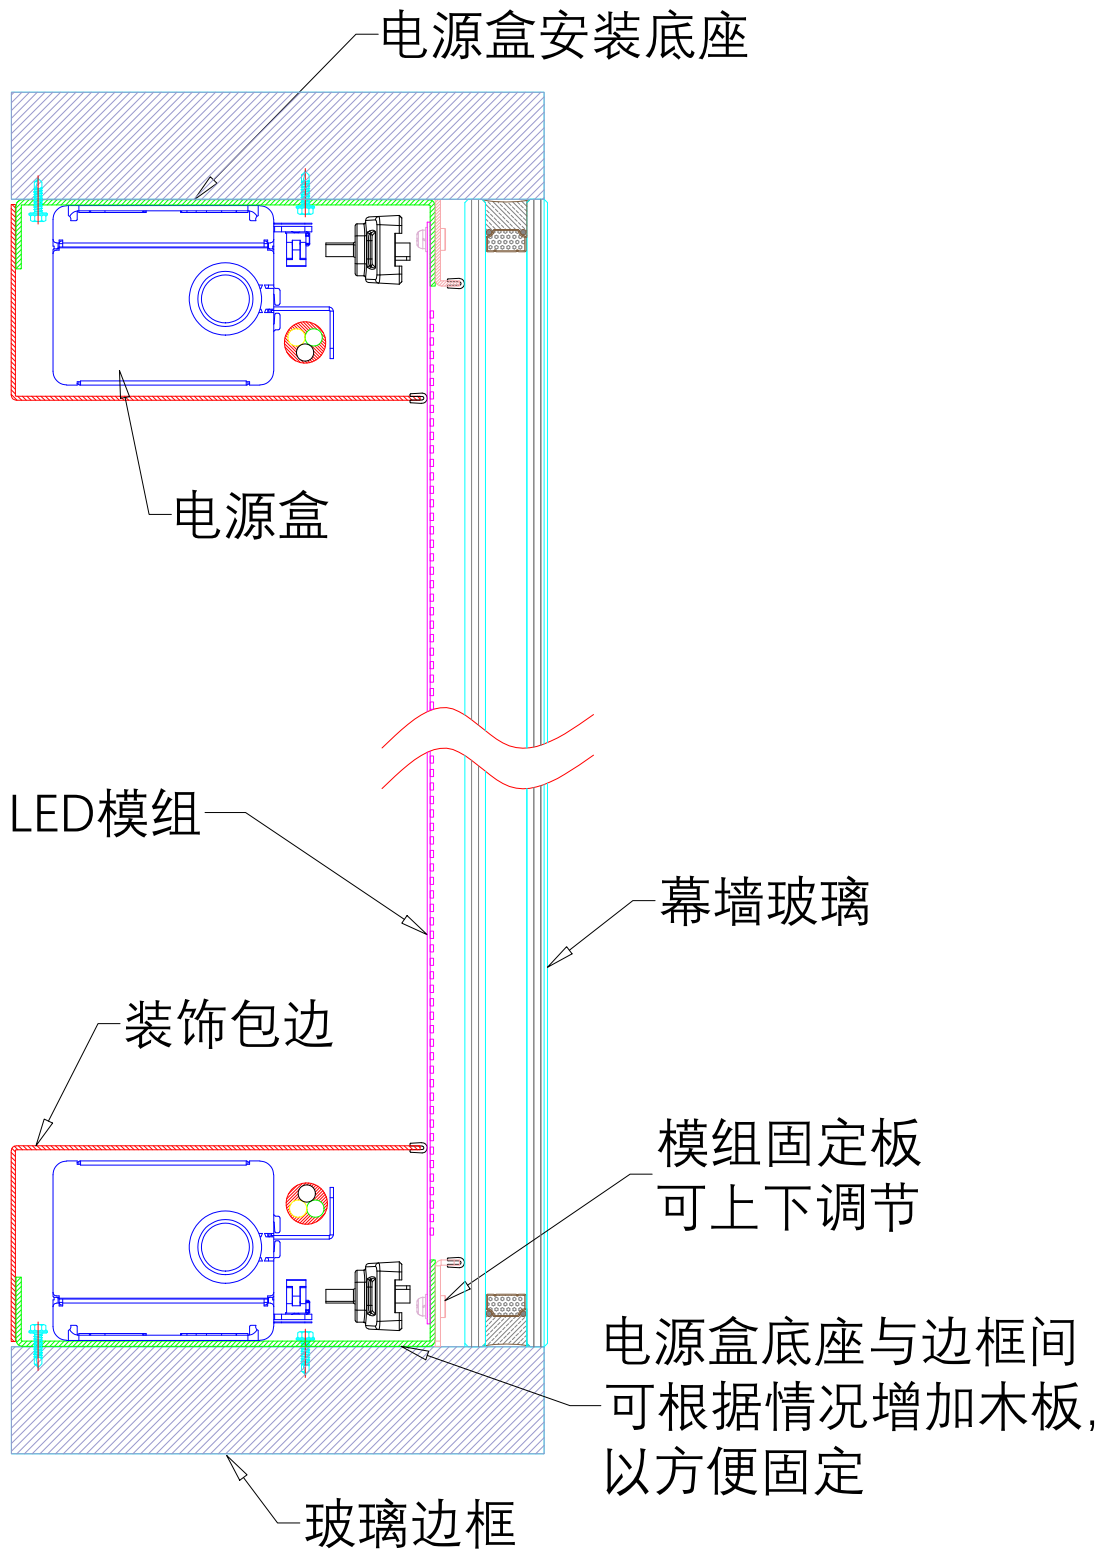 电源盒安装底座
电源盒
LED模组
幕墙玻璃
装饰包边
模组固定板
可上下调节
电源盒底座与边框间
可根据情况增加木板,
以方便固定
玻璃边框